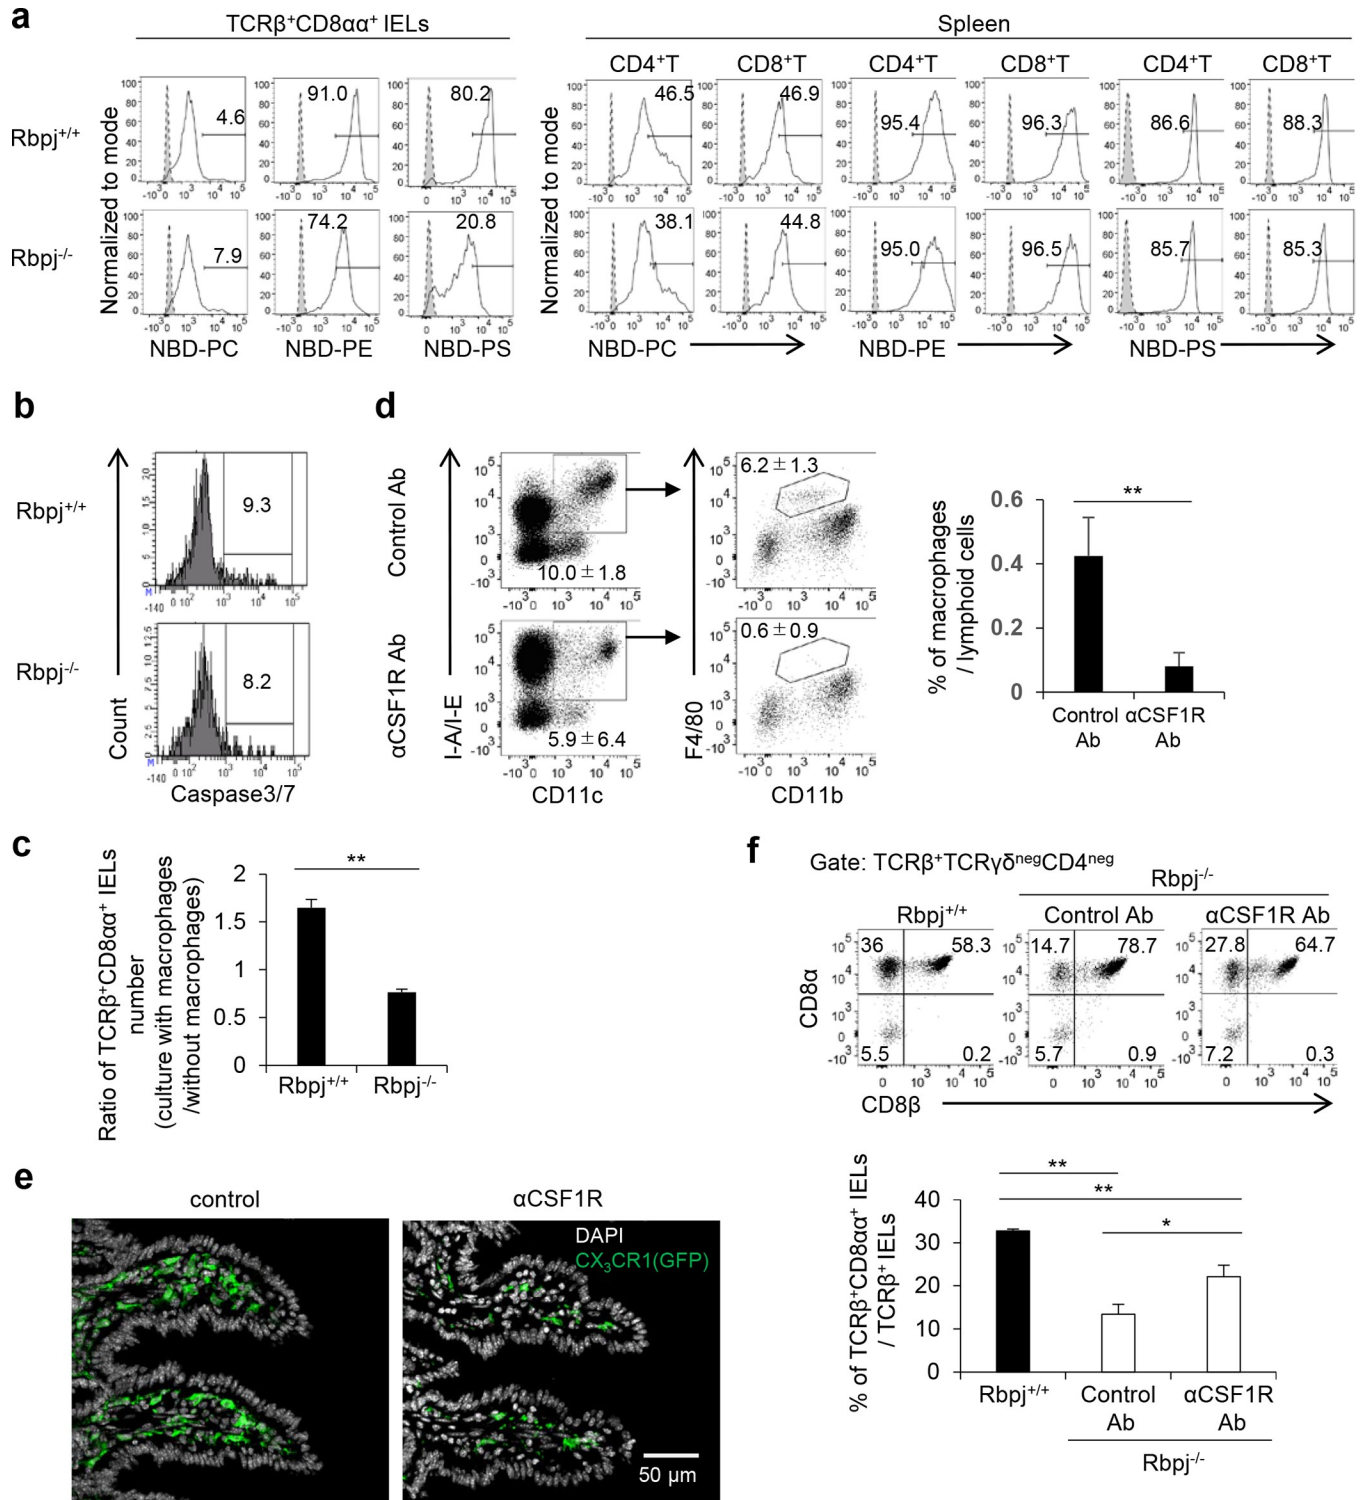 a
TCRβ⁺CD8αα⁺ IELs
Spleen
CD4⁺T CD8⁺T CD4⁺T CD8⁺T CD4⁺T CD8⁺T
Normalized to mode
Normalized to mode
Rbpj⁺/⁺
4.6 91.0 80.2 46.5 46.9 95.4 96.3 86.6 88.3
Rbpj⁻/⁻
7.9 74.2 20.8 38.1 44.8 95.0 96.5 85.7 85.3
NBD-PC NBD-PE NBD-PS NBD-PC NBD-PE NBD-PS
b
Rbpj⁺/⁺
9.3
Rbpj⁻/⁻
8.2
Count
Caspase3/7
d
Control Ab
10.0 ± 1.8
6.2 ± 1.3
αCSF1R Ab
5.9 ± 6.4
0.6 ± 0.9
I-A/I-E
CD11c
F4/80
CD11b
% of macrophages
/ lymphoid cells
0.6
0.4
0.2
0
**
Control αCSF1R
Ab Ab
c
Ratio of TCRβ⁺CD8αα⁺ IELs
number
(culture with macrophages
/without macrophages)
2
1.5
1
0.5
0
**
Rbpj⁺/⁺ Rbpj⁻/⁻
e
control
αCSF1R
DAPI
CX₃CR1(GFP)
50 µm
f
Gate: TCRβ⁺TCRγδⁿᵉᵍCD4ⁿᵉᵍ
Rbpj⁻/⁻
Rbpj⁺/⁺ Control Ab αCSF1R Ab
36 58.3 14.7 78.7 27.8 64.7
5.5 0.2 5.7 0.9 7.2 0.3
CD8α
CD8β
% of TCRβ⁺CD8αα⁺ IELs
/ TCRβ⁺ IELs
40
30
20
10
0
**
**
*
Rbpj⁺/⁺ Control αCSF1R
Ab Ab
Rbpj⁻/⁻